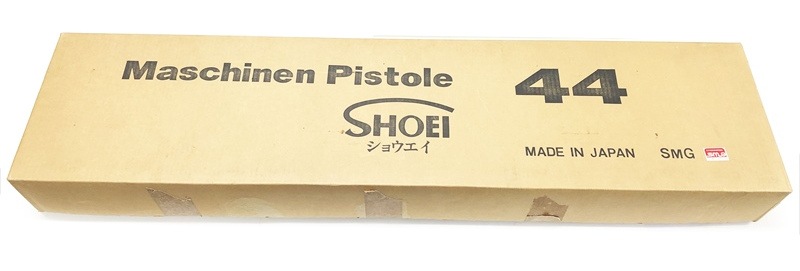 Maschinen Pistole 44
SHOEI
ショウエイ
MADE IN JAPAN SMG